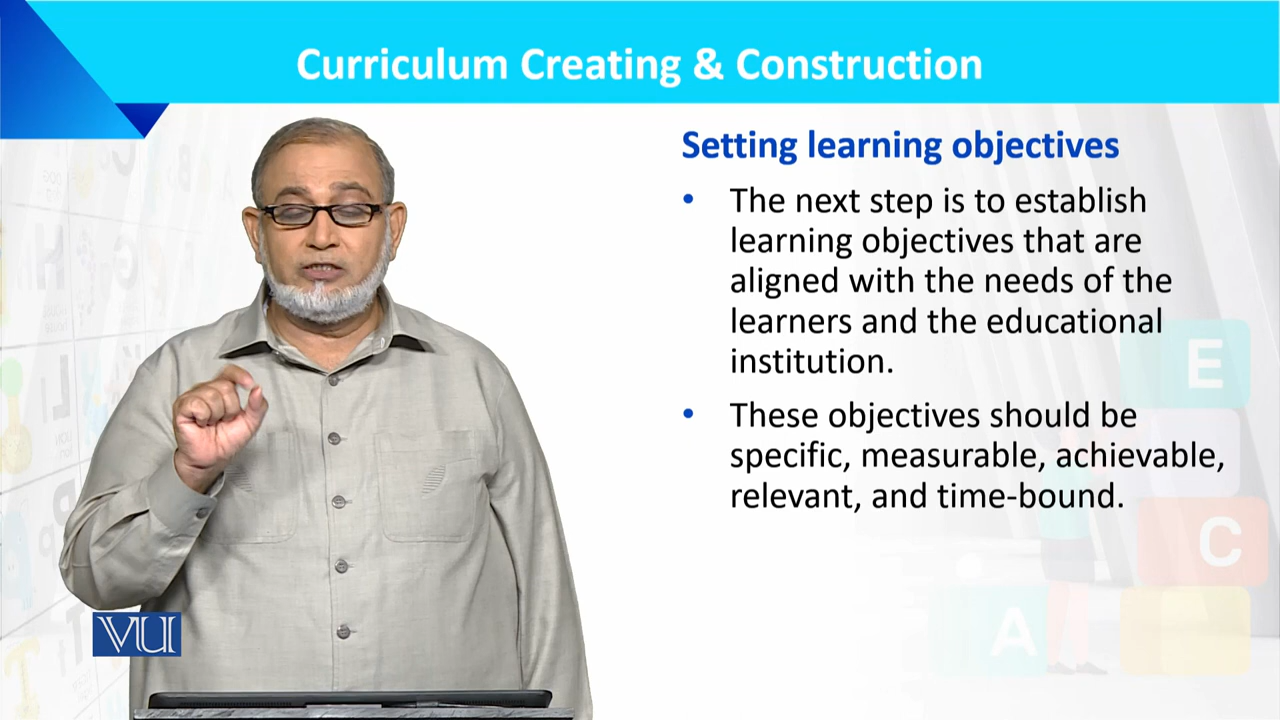 Curriculum Creating & Construction
Setting learning objectives
• The next step is to establish
learning objectives that are
aligned with the needs of the
learners and the educational
institution.
• These objectives should be
specific, measurable, achievable,
relevant, and time-bound.
E
C
A
VU